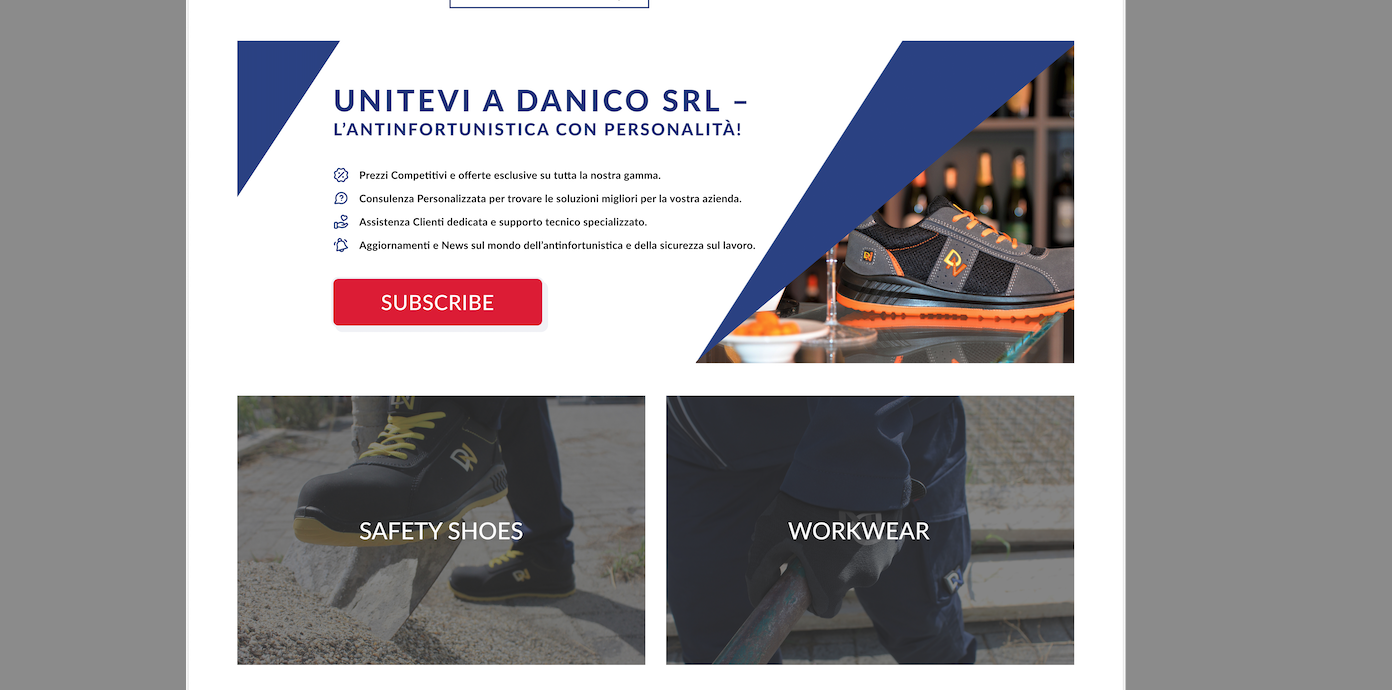 UNITEVI A DANICO SRL –
L’ANTINFORTUNISTICA CON PERSONALITÀ!
Prezzi Competitivi e offerte esclusive su tutta la nostra gamma.
Consulenza Personalizzata per trovare le soluzioni migliori per la vostra azienda.
Assistenza Clienti dedicata e supporto tecnico specializzato.
Aggiornamenti e News sul mondo dell’antinfortunistica e della sicurezza sul lavoro.
SUBSCRIBE
SAFETY SHOES
WORKWEAR